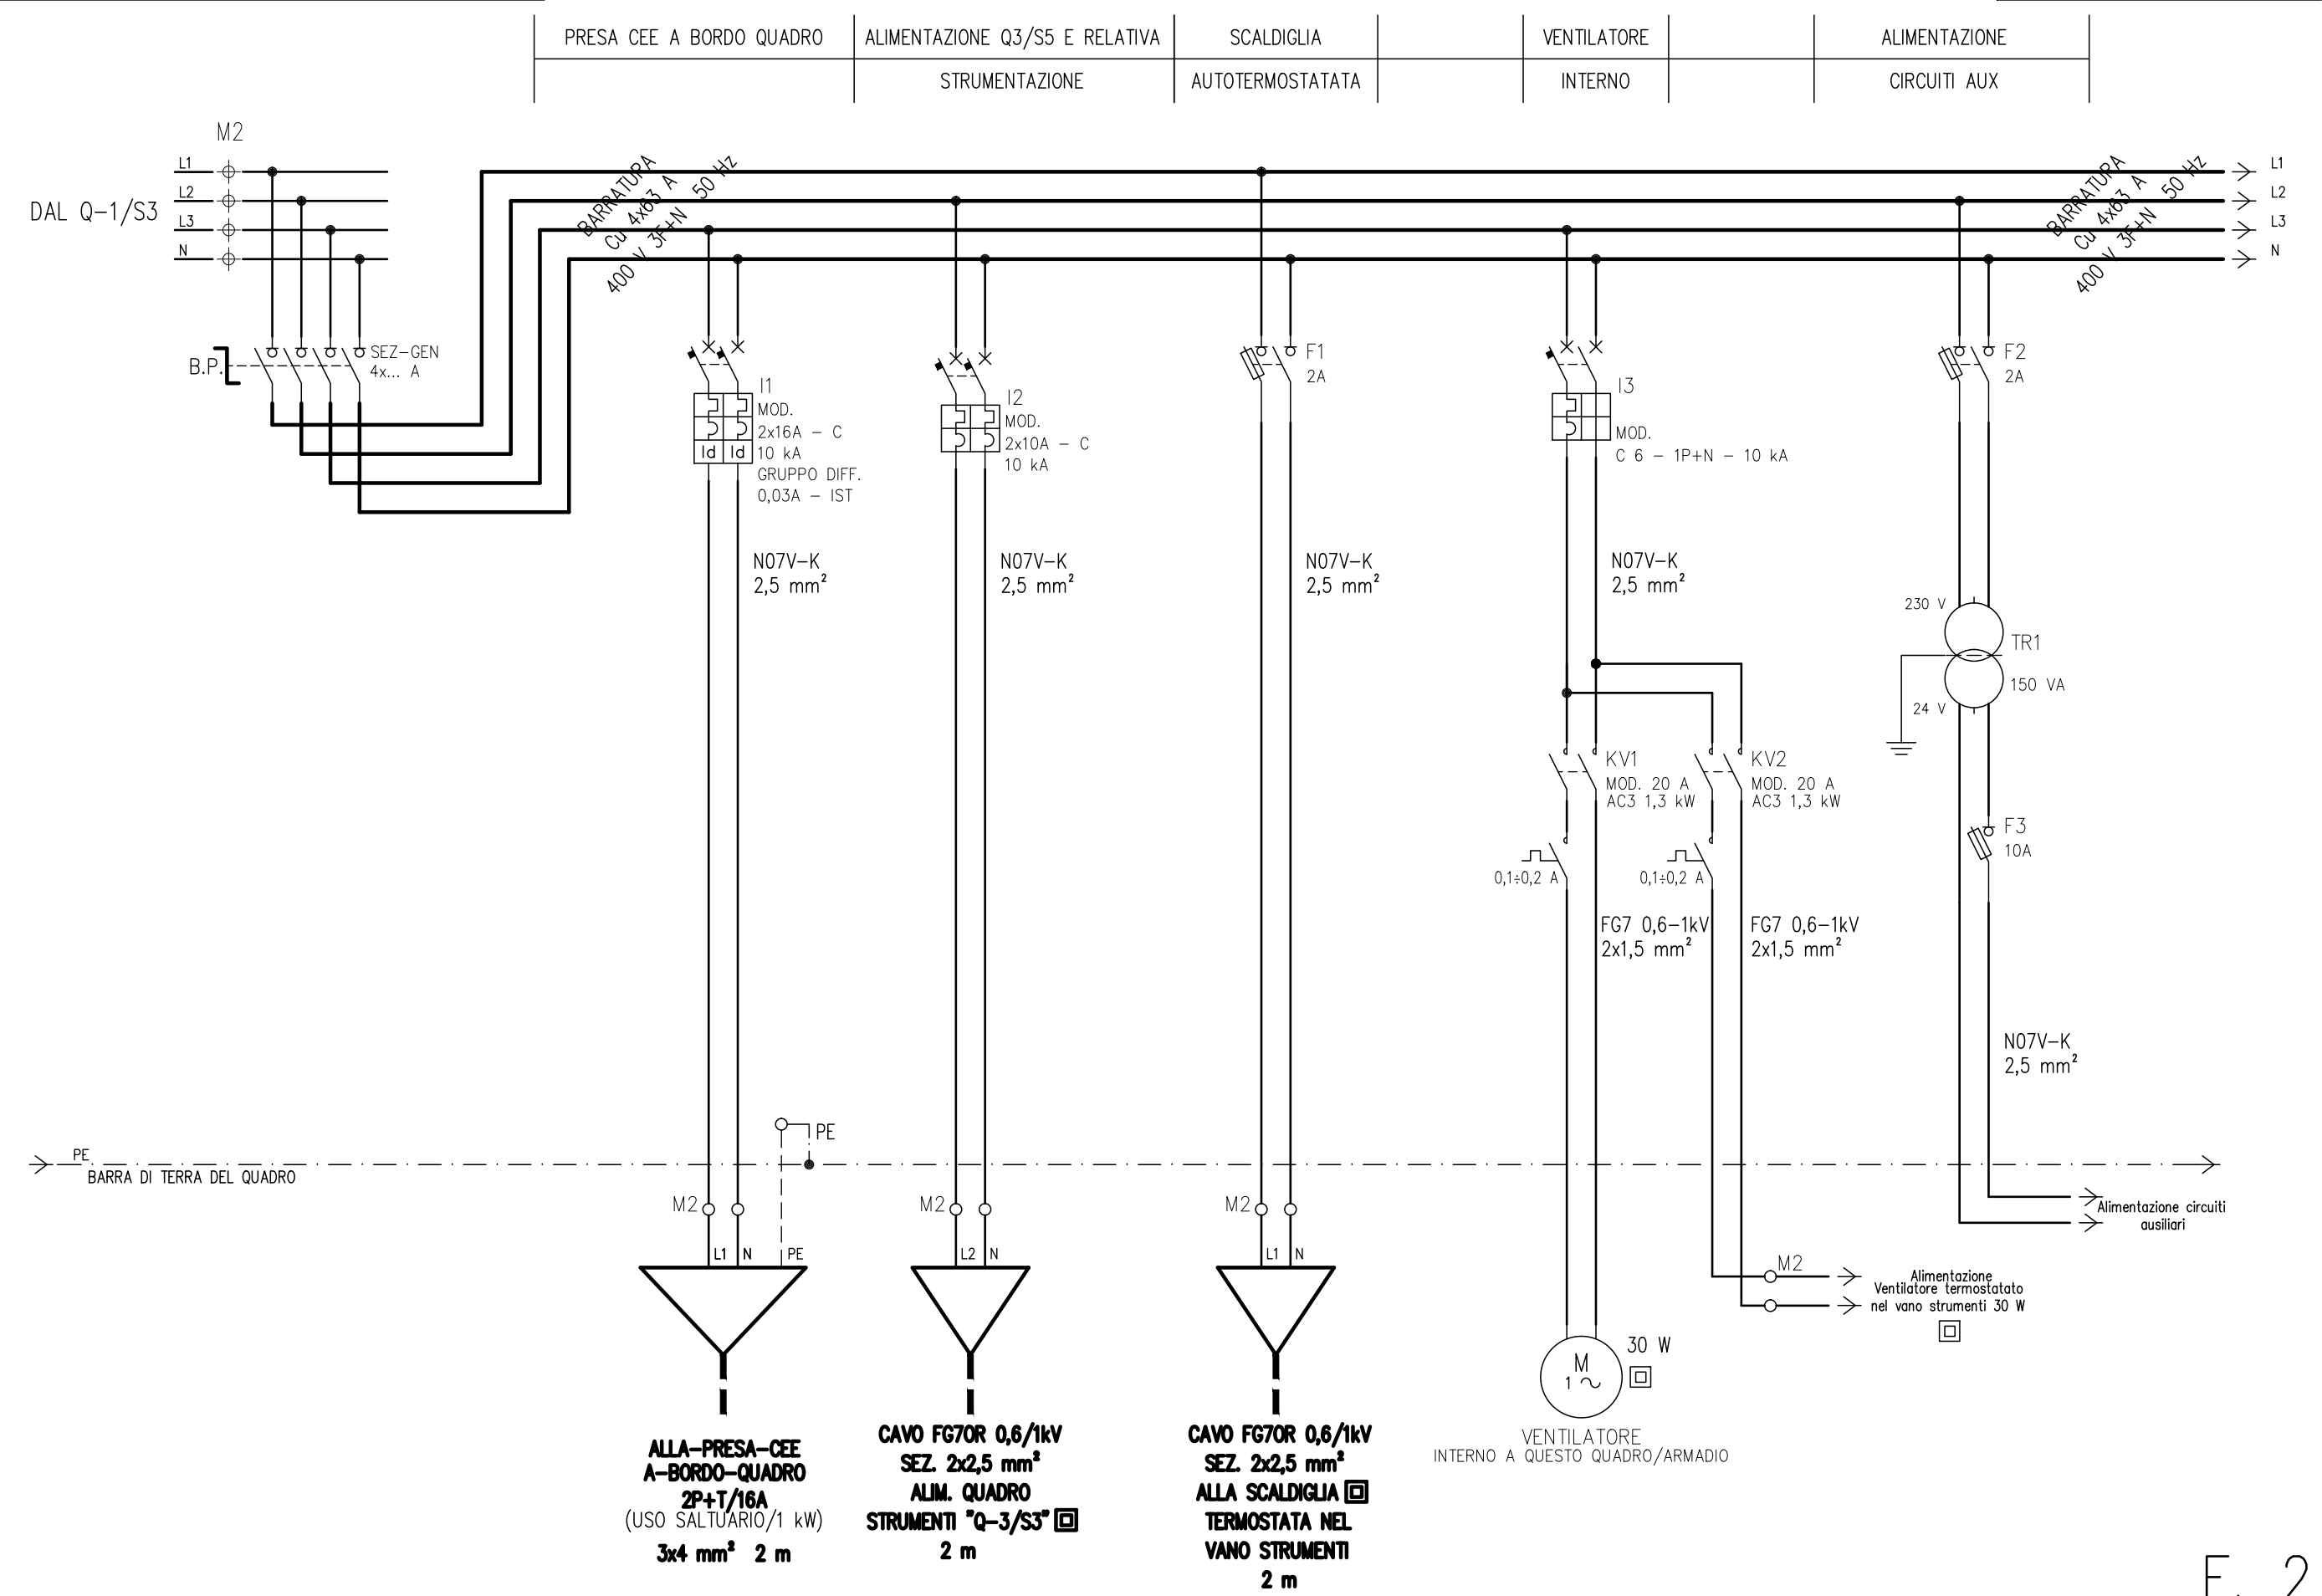 PRESA CEE A BORDO QUADRO
ALIMENTAZIONE Q3/S5 E RELATIVA
STRUMENTAZIONE
SCALDIGLIA
AUTOTERMOSTATATA
VENTILATORE
INTERNO
ALIMENTAZIONE
CIRCUITI AUX
M2
DAL Q-1/S3
L1
L2
L3
N
BARRATURA
Cu 4x63 A
400 V 3F+N 50 Hz
BARRATURA
Cu 4x63 A
400 V 3F+N 50 Hz
L1
L2
L3
N
B.P.
SEZ-GEN
4x... A
I1
MOD.
2x16A - C
10 kA
GRUPPO DIFF.
0,03A - IST
Id Id
I2
MOD.
2x10A - C
10 kA
F1
2A
I3
MOD.
C 6 - 1P+N - 10 kA
F2
2A
N07V-K
2,5 mm²
N07V-K
2,5 mm²
N07V-K
2,5 mm²
N07V-K
2,5 mm²
230 V
TR1
150 VA
24 V
KV1
MOD. 20 A
AC3 1,3 kW
KV2
MOD. 20 A
AC3 1,3 kW
F3
10A
0,1÷0,2 A
0,1÷0,2 A
FG7 0,6-1kV
2x1,5 mm²
FG7 0,6-1kV
2x1,5 mm²
N07V-K
2,5 mm²
PE
PE
BARRA DI TERRA DEL QUADRO
M2
M2
M2
L1 N PE
L2 N
L1 N
Alimentazione circuiti
ausiliari
M2
Alimentazione
Ventilatore termostatato
nel vano strumenti 30 W
M
1
30 W
VENTILATORE
INTERNO A QUESTO QUADRO/ARMADIO
ALLA-PRESA-CEE
A-BORDO-QUADRO
2P+T/16A
(USO SALTUARIO/1 kW)
3x4 mm² 2 m
CAVO FG7OR 0,6/1kV
SEZ. 2x2,5 mm²
ALIM. QUADRO
STRUMENTI "Q-3/S3"
2 m
CAVO FG7OR 0,6/1kV
SEZ. 2x2,5 mm²
ALLA SCALDIGLIA
TERMOSTATA NEL
VANO STRUMENTI
2 m
F. 2